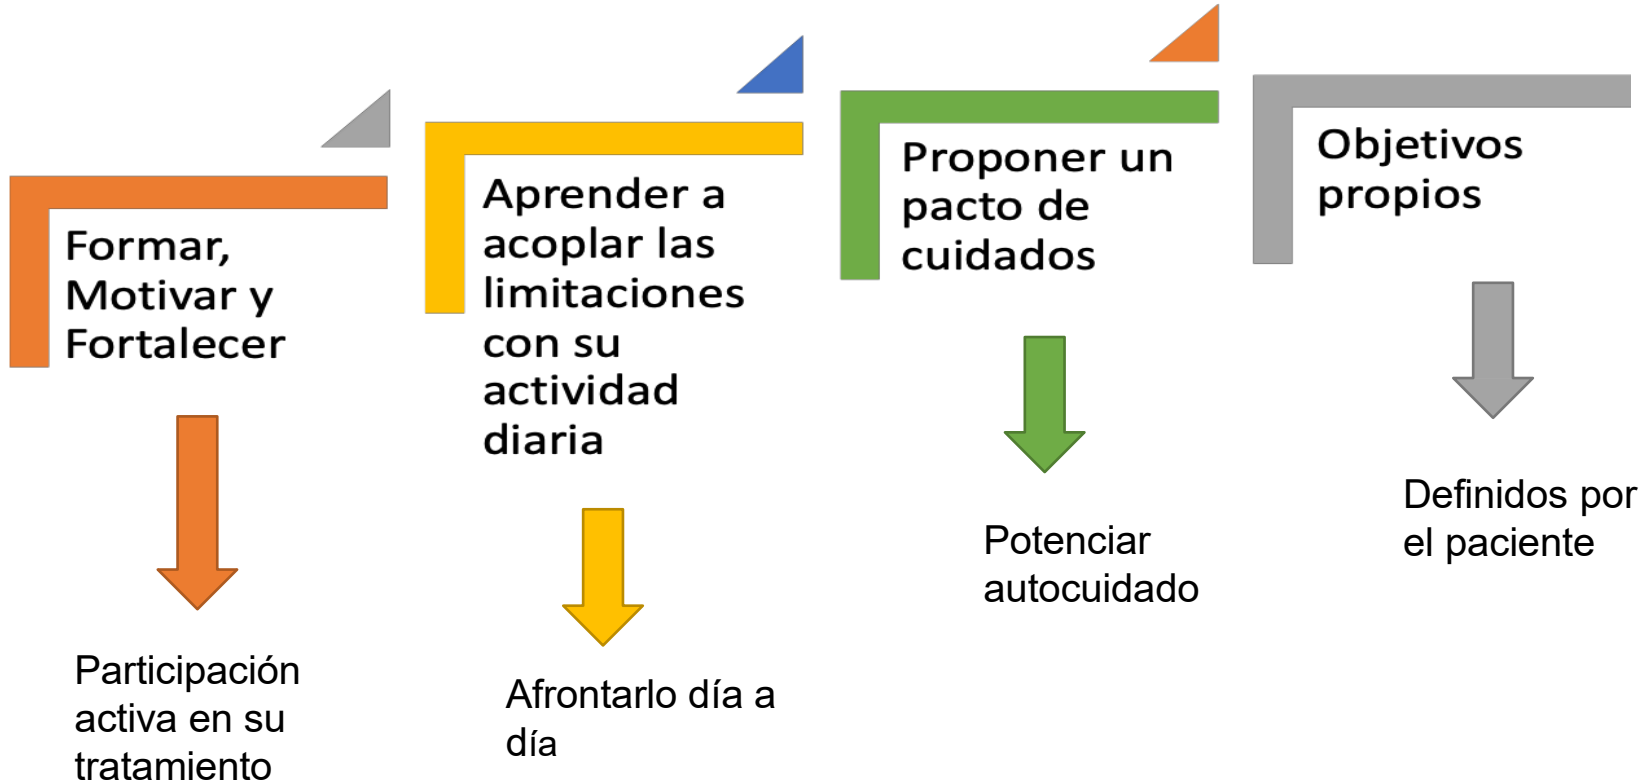 Formar,
Motivar y
Fortalecer
Participación
activa en su
tratamiento
Aprender a
acoplar las
limitaciones
con su
actividad
diaria
Afrontarlo día a
día
Proponer un
pacto de
cuidados
Potenciar
autocuidado
Objetivos
propios
Definidos por
el paciente